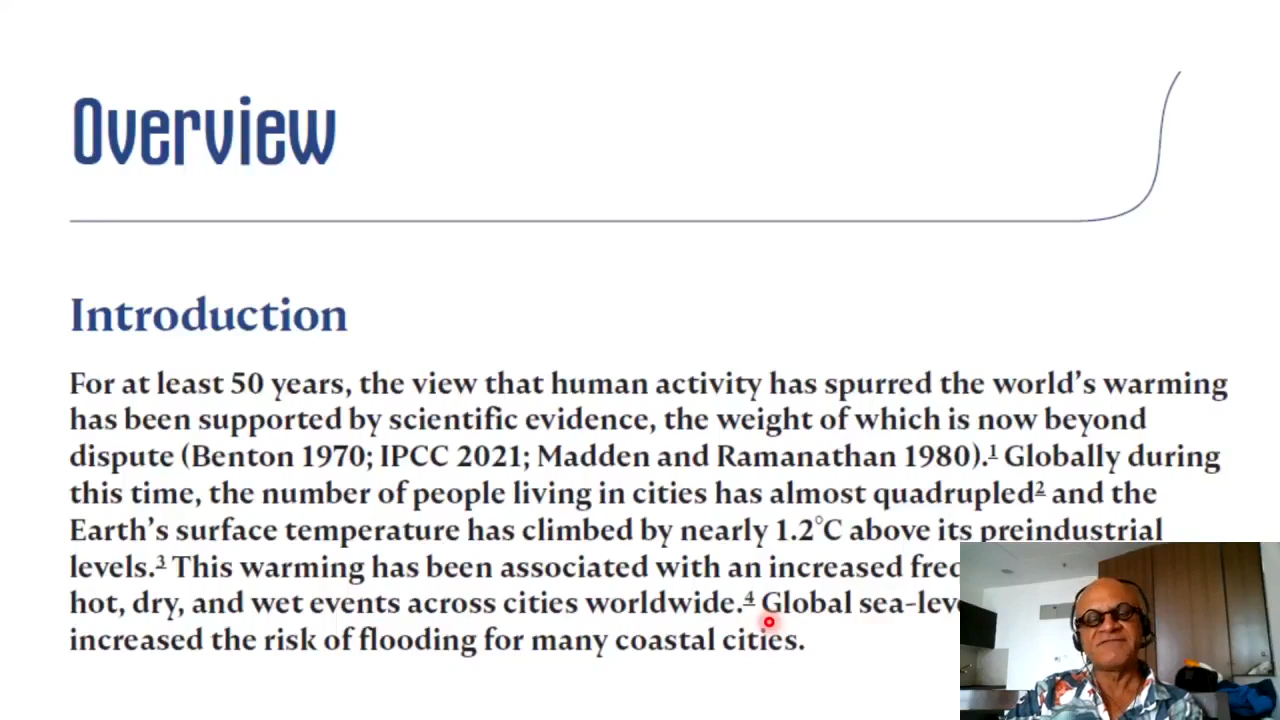 Overview
Introduction
For at least 50 years, the view that human activity has spurred the world’s warming
has been supported by scientific evidence, the weight of which is now beyond
dispute (Benton 1970; IPCC 2021; Madden and Ramanathan 1980).¹ Globally during
this time, the number of people living in cities has almost quadrupled² and the
Earth’s surface temperature has climbed by nearly 1.2°C above its preindustrial
levels.³ This warming has been associated with an increased
hot, dry, and wet events across cities worldwide.⁴ Global
increased the risk of flooding for many coastal cities.